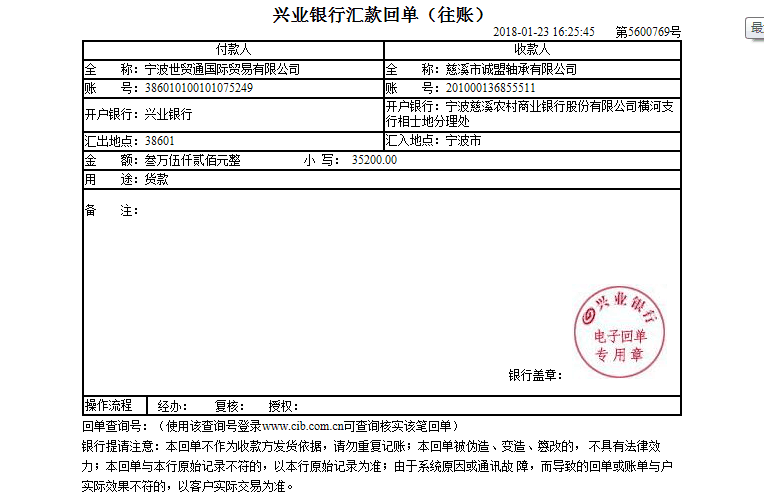 兴业银行汇款回单（往账）
2018-01-23 16:25:45 第5600769号
最
付款人 收款人
全 称：宁波世贸通国际贸易有限公司 全 称：慈溪市诚盟轴承有限公司
账 号：386010100101075249 账 号：201000136855511
开户银行：兴业银行 开户银行：宁波慈溪农村商业银行股份有限公司横河支
行相士地分理处
汇出地点：38601 汇入地点：宁波市
金 额：叁万伍仟贰佰元整 小 写： 35200.00
用 途：货款
备 注：
兴业银行
电子回单
专用章
银行盖章：
操作流程 经办： 复核： 授权：
回单查询号：（使用该查询号登录www.cib.com.cn可查询核实该笔回单）
银行提请注意：本回单不作为收款方发货依据，请勿重复记账；本回单被伪造、变造、篡改的，不具有法律效
力；本回单与本行原始记录不符的，以本行原始记录为准；由于系统原因或通讯故 障，而导致的回单或账单与户
实际效果不符的，以客户实际交易为准。